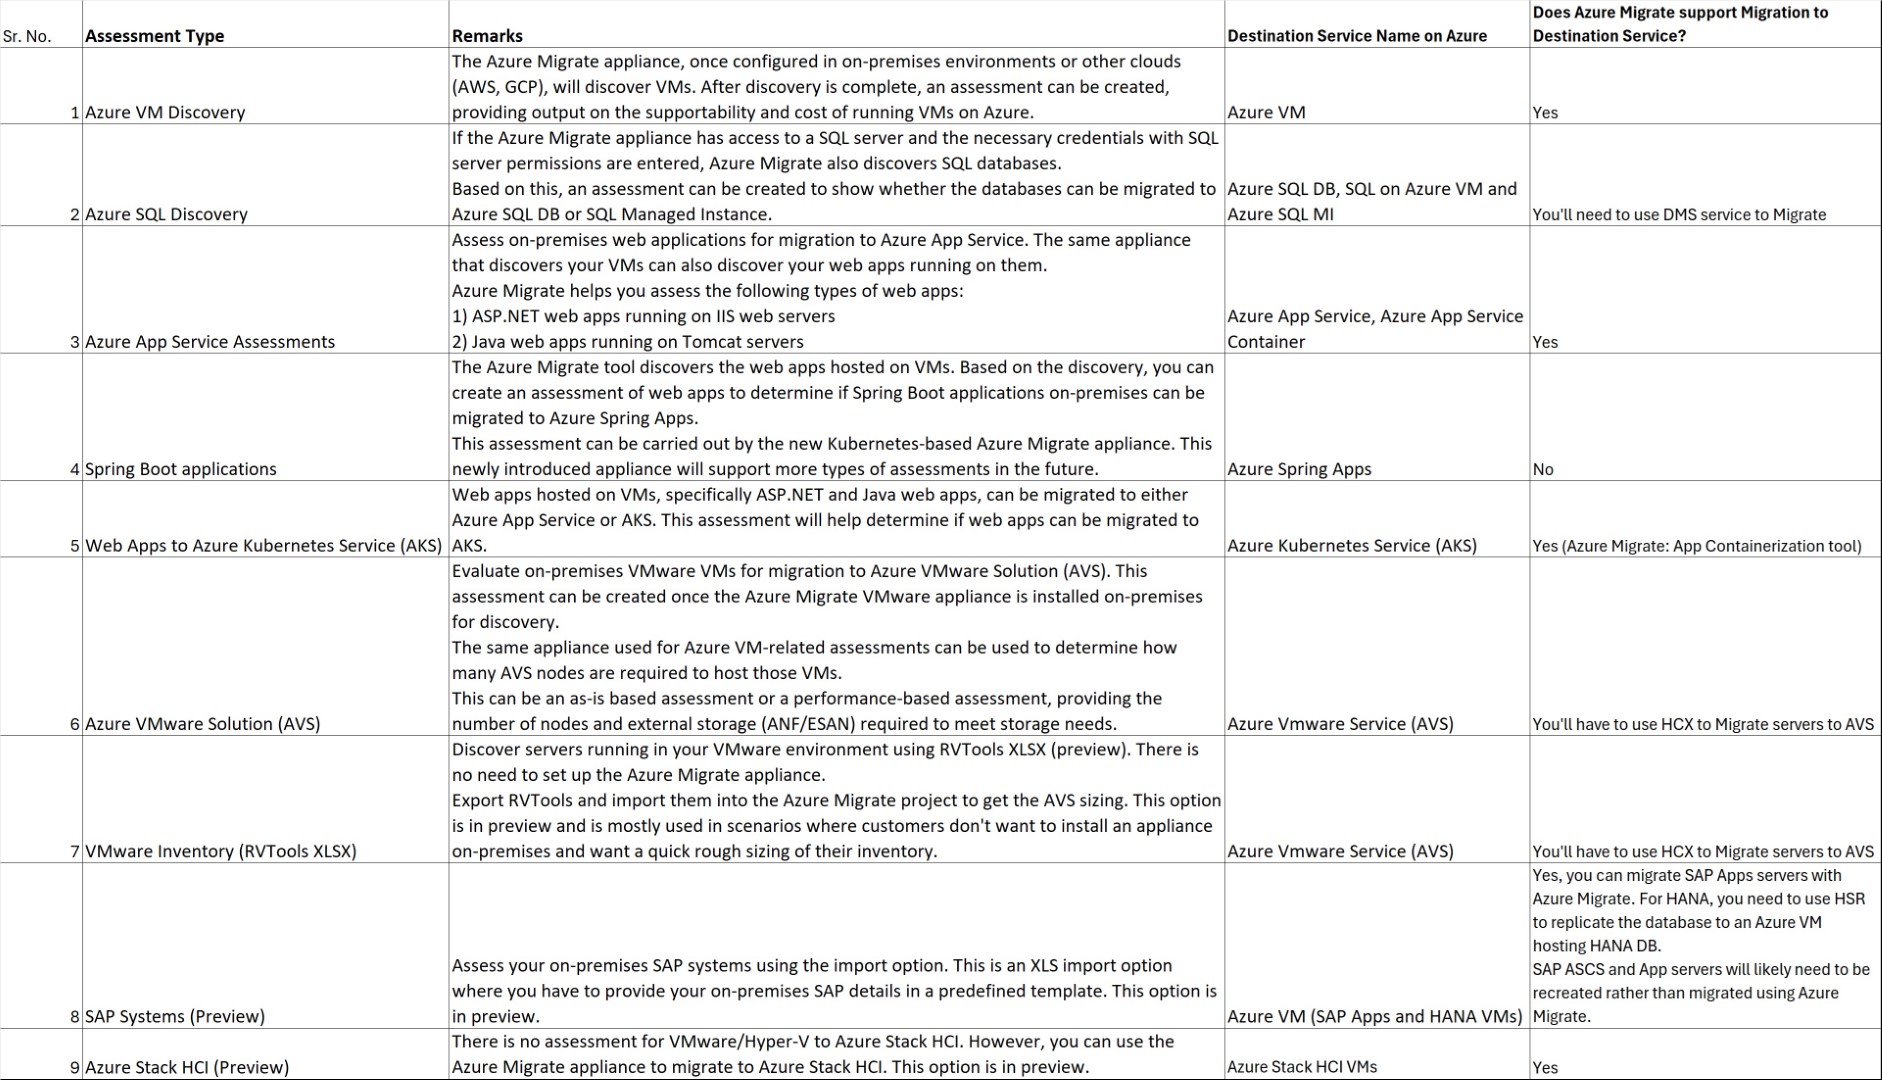 Sr. No.
Assessment Type
Remarks
Destination Service Name on Azure
Does Azure Migrate support Migration to
Destination Service?
1
Azure VM Discovery
The Azure Migrate appliance, once configured in on-premises environments or other clouds
(AWS, GCP), will discover VMs. After discovery is complete, an assessment can be created,
providing output on the supportability and cost of running VMs on Azure.
Azure VM
Yes
2
Azure SQL Discovery
If the Azure Migrate appliance has access to a SQL server and the necessary credentials with SQL
server permissions are entered, Azure Migrate also discovers SQL databases.
Based on this, an assessment can be created to show whether the databases can be migrated to
Azure SQL DB or SQL Managed Instance.
Azure SQL DB, SQL on Azure VM and
Azure SQL MI
You'll need to use DMS service to Migrate
3
Azure App Service Assessments
Assess on-premises web applications for migration to Azure App Service. The same appliance
that discovers your VMs can also discover your web apps running on them.
Azure Migrate helps you assess the following types of web apps:
1) ASP.NET web apps running on IIS web servers
2) Java web apps running on Tomcat servers
Azure App Service, Azure App Service
Container
Yes
4
Spring Boot applications
The Azure Migrate tool discovers the web apps hosted on VMs. Based on the discovery, you can
create an assessment of web apps to determine if Spring Boot applications on-premises can be
migrated to Azure Spring Apps.
This assessment can be carried out by the new Kubernetes-based Azure Migrate appliance. This
newly introduced appliance will support more types of assessments in the future.
Azure Spring Apps
No
5
Web Apps to Azure Kubernetes Service (AKS)
Web apps hosted on VMs, specifically ASP.NET and Java web apps, can be migrated to either
Azure App Service or AKS. This assessment will help determine if web apps can be migrated to
AKS.
Azure Kubernetes Service (AKS)
Yes (Azure Migrate: App Containerization tool)
6
Azure VMware Solution (AVS)
Evaluate on-premises VMware VMs for migration to Azure VMware Solution (AVS). This
assessment can be created once the Azure Migrate VMware appliance is installed on-premises
for discovery.
The same appliance used for Azure VM-related assessments can be used to determine how
many AVS nodes are required to host those VMs.
This can be an as-is based assessment or a performance-based assessment, providing the
number of nodes and external storage (ANF/ESAN) required to meet storage needs.
Azure Vmware Service (AVS)
You'll have to use HCX to Migrate servers to AVS
7
VMware Inventory (RVTools XLSX)
Discover servers running in your VMware environment using RVTools XLSX (preview). There is
no need to set up the Azure Migrate appliance.
Export RVTools and import them into the Azure Migrate project to get the AVS sizing. This option
is in preview and is mostly used in scenarios where customers don't want to install an appliance
on-premises and want a quick rough sizing of their inventory.
Azure Vmware Service (AVS)
You'll have to use HCX to Migrate servers to AVS
8
SAP Systems (Preview)
Assess your on-premises SAP systems using the import option. This is an XLS import option
where you have to provide your on-premises SAP details in a predefined template. This option is
in preview.
Azure VM (SAP Apps and HANA VMs)
Yes, you can migrate SAP Apps servers with
Azure Migrate. For HANA, you need to use HSR
to replicate the database to an Azure VM
hosting HANA DB.
SAP ASCS and App servers will likely need to be
recreated rather than migrated using Azure
Migrate.
9
Azure Stack HCI (Preview)
There is no assessment for VMware/Hyper-V to Azure Stack HCI. However, you can use the
Azure Migrate appliance to migrate to Azure Stack HCI. This option is in preview.
Azure Stack HCI VMs
Yes